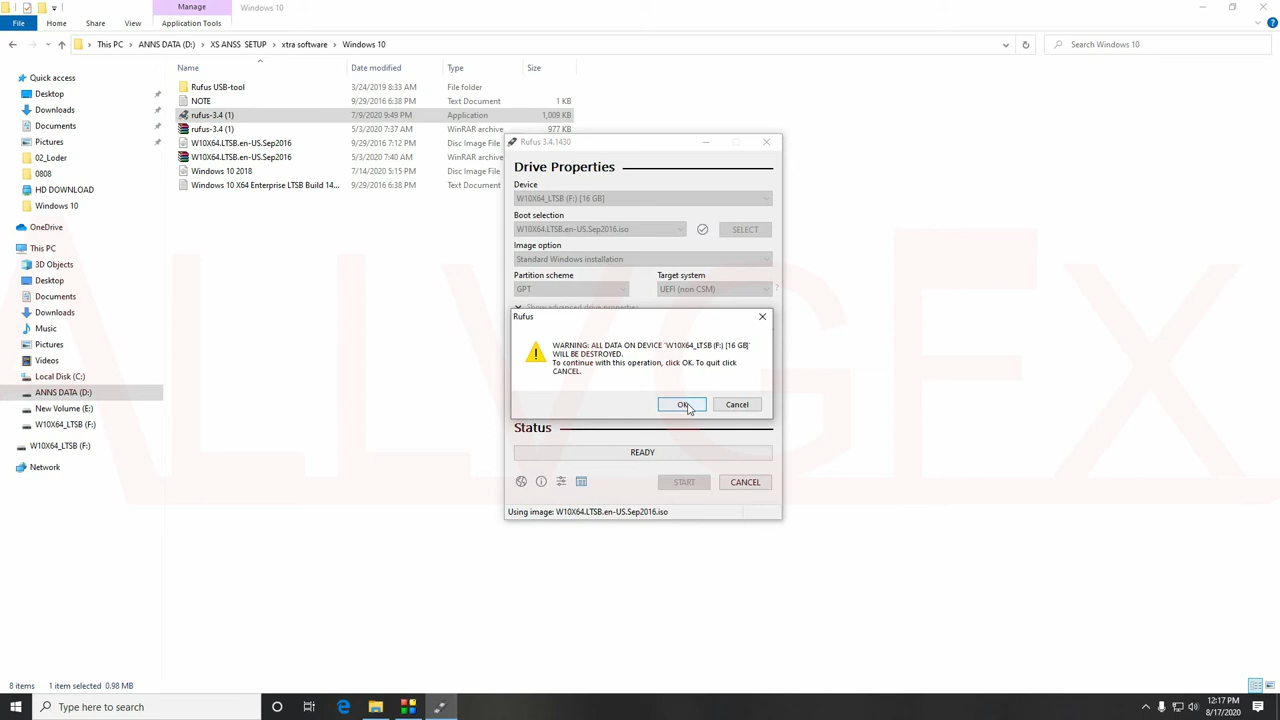 Manage
Windows 10
File
Home
Share
View
Application Tools
This PC
ANNS DATA (D:)
XS ANSS SETUP
xtra software
Windows 10
Search Windows 10
Name
Date modified
Type
Size
Quick access
Desktop
Downloads
Documents
Pictures
02_Loder
0808
HD DOWNLOAD
Windows 10
OneDrive
This PC
3D Objects
Desktop
Documents
Downloads
Music
Pictures
Videos
Local Disk (C:)
ANNS DATA (D:)
New Volume (E:)
W10X64_LTSB (F:)
W10X64_LTSB (F:)
Network
Rufus USB-tool 3/24/2019 8:33 AM File folder
NOTE 9/29/2016 6:38 PM Text Document 1 KB
rufus-3.4 (1) 7/9/2020 9:49 PM Application 1,009 KB
rufus-3.4 (1) 5/3/2020 7:37 AM WinRAR archive 977 KB
W10X64.LTSB.en-US.Sep2016 9/29/2016 7:12 PM Disc Image File
W10X64.LTSB.en-US.Sep2016 5/3/2020 7:40 AM WinRAR archive
Windows 10 2018 7/14/2020 5:15 PM Disc Image File
Windows 10 X64 Enterprise LTSB Build 14... 9/29/2016 6:38 PM Text Document
Rufus 3.4.1430
Drive Properties
Device
W10X64_LTSB (F:) [16 GB]
Boot selection
W10X64.LTSB.en-US.Sep2016.iso
SELECT
Image option
Standard Windows installation
Partition scheme
Target system
GPT
UEFI (non CSM)
?
Show advanced drive properties
Rufus
WARNING: ALL DATA ON DEVICE 'W10X64_LTSB (F:) [16 GB]'
WILL BE DESTROYED.
To continue with this operation, click OK. To quit click
CANCEL.
OK
Cancel
Status
READY
START
CANCEL
Using image: W10X64.LTSB.en-US.Sep2016.iso
ALLVGFX
8 items
1 item selected 0.98 MB
Type here to search
12:17 PM
8/17/2020